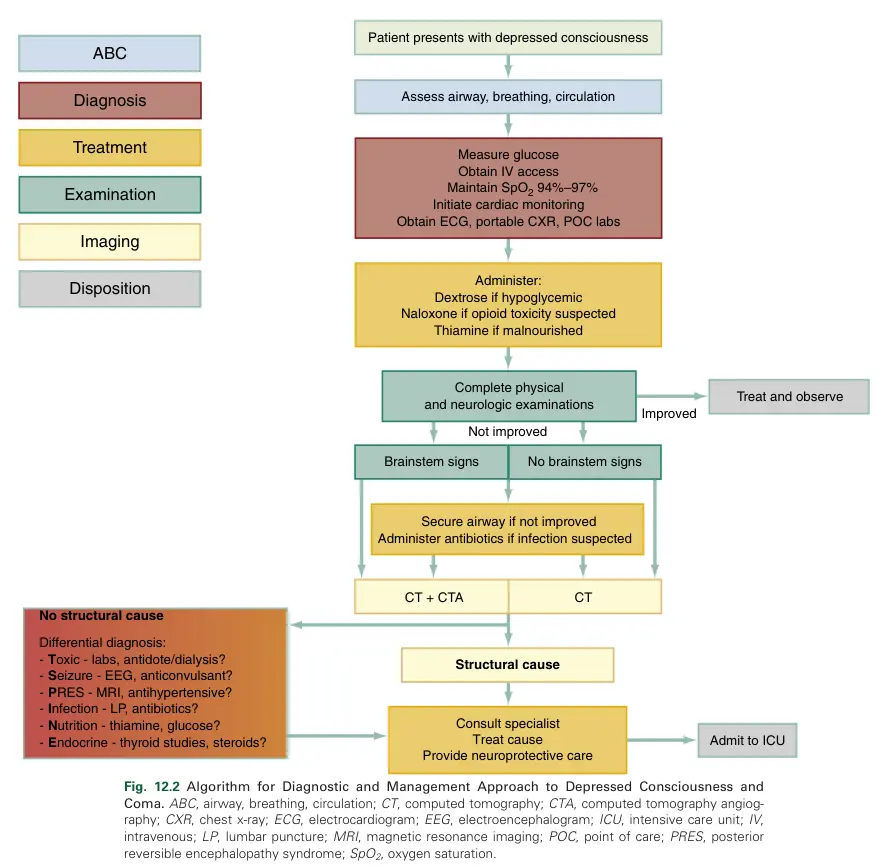 ABC
Diagnosis
Treatment
Examination
Imaging
Disposition
Patient presents with depressed consciousness
Assess airway, breathing, circulation
Measure glucose
Obtain IV access
Maintain SpO₂ 94%–97%
Initiate cardiac monitoring
Obtain ECG, portable CXR, POC labs
Administer:
Dextrose if hypoglycemic
Naloxone if opioid toxicity suspected
Thiamine if malnourished
Complete physical
and neurologic examinations
Improved
Treat and observe
Not improved
Brainstem signs
No brainstem signs
Secure airway if not improved
Administer antibiotics if infection suspected
CT + CTA
CT
No structural cause
Differential diagnosis:
- Toxic - labs, antidote/dialysis?
- Seizure - EEG, anticonvulsant?
- PRES - MRI, antihypertensive?
- Infection - LP, antibiotics?
- Nutrition - thiamine, glucose?
- Endocrine - thyroid studies, steroids?
Structural cause
Consult specialist
Treat cause
Provide neuroprotective care
Admit to ICU
Fig. 12.2 Algorithm for Diagnostic and Management Approach to Depressed Consciousness and
Coma. ABC, airway, breathing, circulation; CT, computed tomography; CTA, computed tomography angiog-
raphy; CXR, chest x-ray; ECG, electrocardiogram; EEG, electroencephalogram; ICU, intensive care unit; IV,
intravenous; LP, lumbar puncture; MRI, magnetic resonance imaging; POC, point of care; PRES, posterior
reversible encephalopathy syndrome; SpO₂, oxygen saturation.